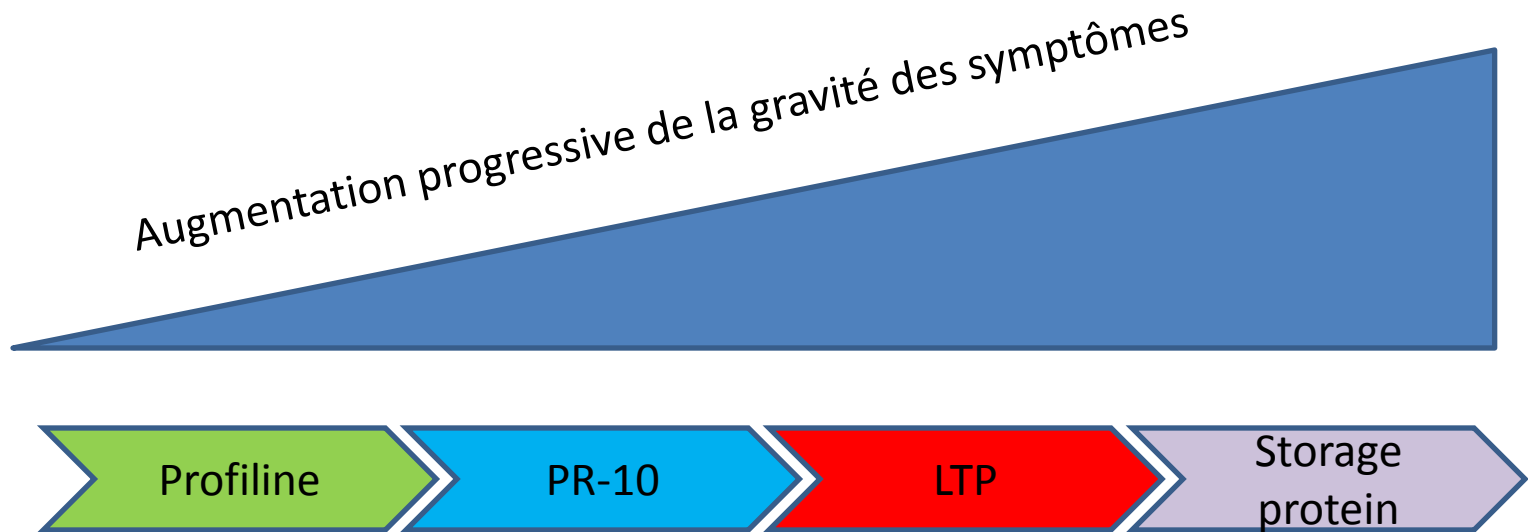 Augmentation progressive de la gravité des symptômes
Profiline
PR-10
LTP
Storage
protein